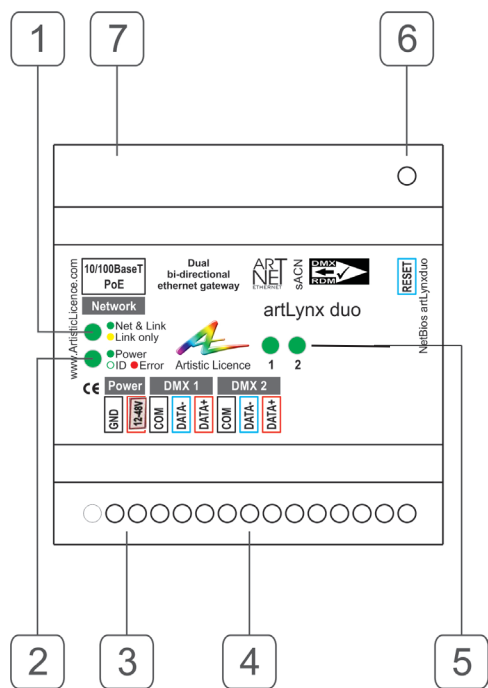 1
7
6
www.ArtisticLicence.com
10/100BaseT
PoE
Network
Net & Link
Link only
Power
ID Error
Dual
bi-directional
ethernet gateway
Artistic Licence
ART
NET
ETHERNET
sACN
DMX
RDM
artLynx duo
1 2
RESET
NetBios artLynxduo
CE
Power DMX 1 DMX 2
GND
12-48V
COM
DATA-
DATA+
COM
DATA-
DATA+
2
3
4
5